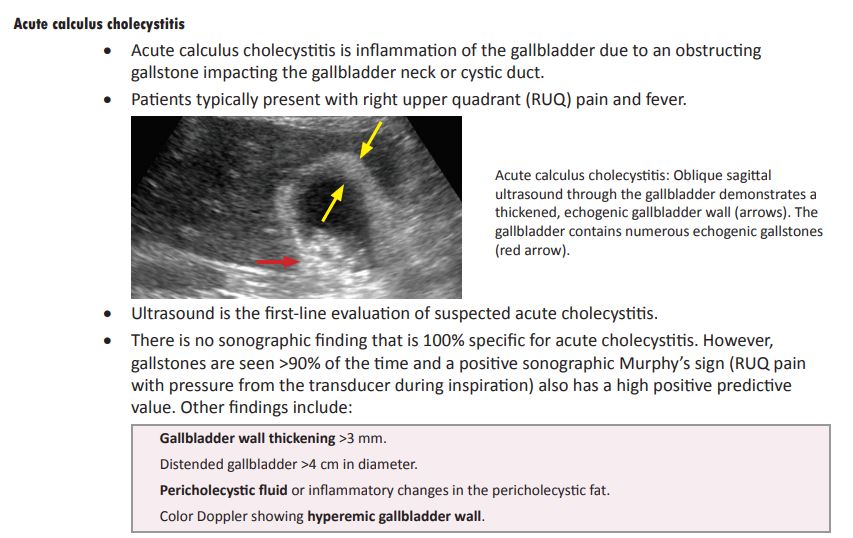 Acute calculus cholecystitis
• Acute calculus cholecystitis is inflammation of the gallbladder due to an obstructing
gallstone impacting the gallbladder neck or cystic duct.
• Patients typically present with right upper quadrant (RUQ) pain and fever.
Acute calculus cholecystitis: Oblique sagittal
ultrasound through the gallbladder demonstrates a
thickened, echogenic gallbladder wall (arrows). The
gallbladder contains numerous echogenic gallstones
(red arrow).
• Ultrasound is the first-line evaluation of suspected acute cholecystitis.
• There is no sonographic finding that is 100% specific for acute cholecystitis. However,
gallstones are seen >90% of the time and a positive sonographic Murphy’s sign (RUQ pain
with pressure from the transducer during inspiration) also has a high positive predictive
value. Other findings include:
Gallbladder wall thickening >3 mm.
Distended gallbladder >4 cm in diameter.
Pericholecystic fluid or inflammatory changes in the pericholecystic fat.
Color Doppler showing hyperemic gallbladder wall.